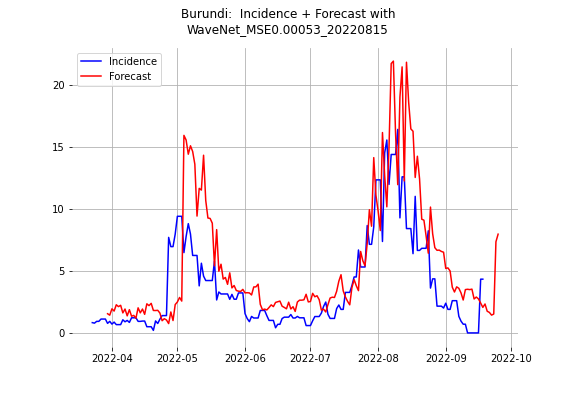 Burundi:  Incidence + Forecast with
WaveNet_MSE0.00053_20220815
Incidence
Forecast
20
15
10
5
0
2022-04 2022-05 2022-06 2022-07 2022-08 2022-09 2022-10